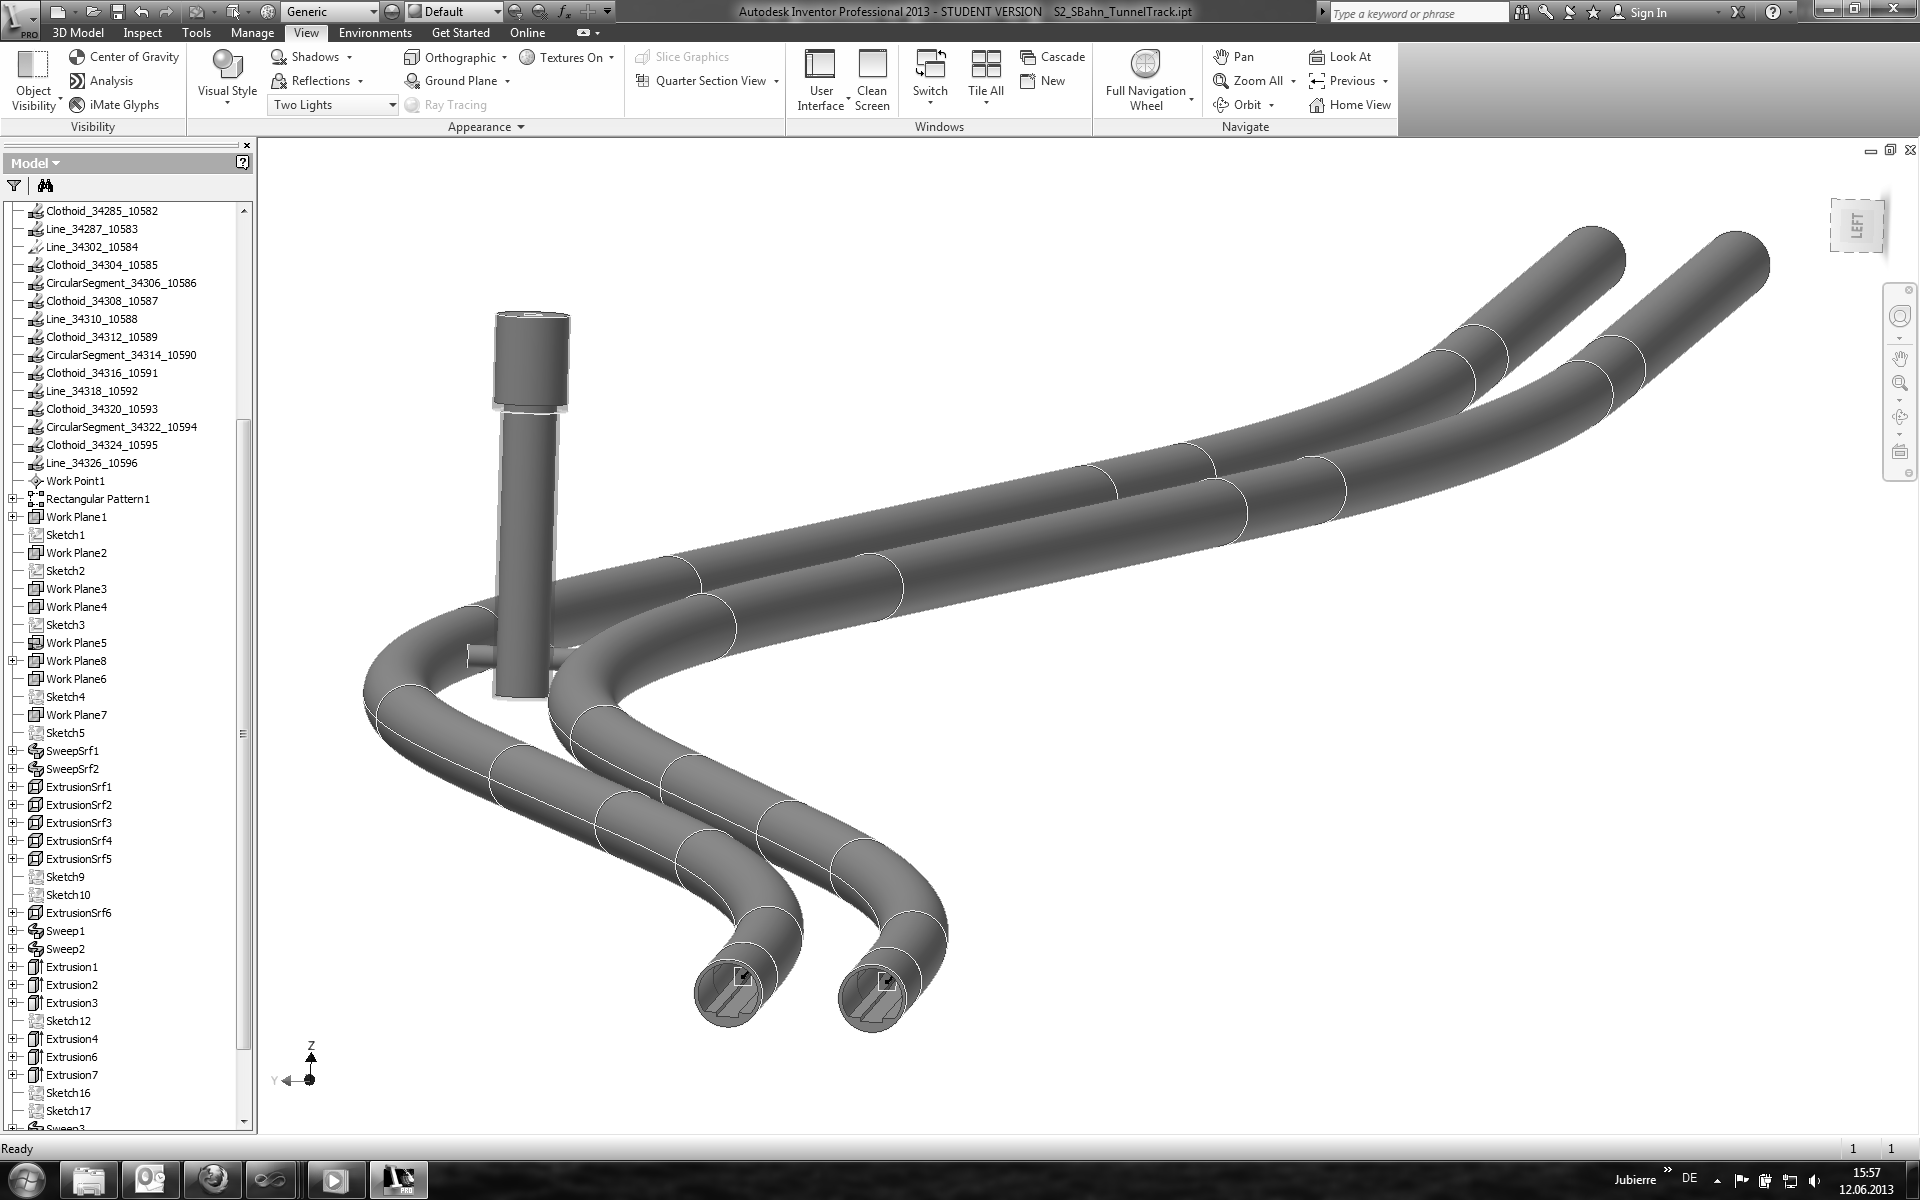 Generic
Default
Autodesk Inventor Professional 2013 - STUDENT VERSION S2_SBahn_TunnelTrack.ipt
Type a keyword or phrase
Sign In
PRO
3D Model Inspect Tools Manage View Environments Get Started Online
Object Visibility
Center of Gravity
Analysis
iMate Glyphs
Visibility
Visual Style
Shadows
Reflections
Two Lights
Orthographic
Ground Plane
Ray Tracing
Textures On
Appearance
Slice Graphics
Quarter Section View
User Interface
Clean Screen
Switch
Tile All
Cascade
New
Windows
Full Navigation Wheel
Pan
Zoom All
Orbit
Look At
Previous
Home View
Navigate
Model
Clothoid_34285_10582
Line_34287_10583
Line_34302_10584
Clothoid_34304_10585
CircularSegment_34306_10586
Clothoid_34308_10587
Line_34310_10588
Clothoid_34312_10589
CircularSegment_34314_10590
Clothoid_34316_10591
Line_34318_10592
Clothoid_34320_10593
CircularSegment_34322_10594
Clothoid_34324_10595
Line_34326_10596
Work Point1
Rectangular Pattern1
Work Plane1
Sketch1
Work Plane2
Sketch2
Work Plane3
Work Plane4
Sketch3
Work Plane5
Work Plane8
Work Plane6
Sketch4
Work Plane7
Sketch5
SweepSrf1
SweepSrf2
ExtrusionSrf1
ExtrusionSrf2
ExtrusionSrf3
ExtrusionSrf4
ExtrusionSrf5
Sketch9
Sketch10
ExtrusionSrf6
Sweep1
Sweep2
Extrusion1
Extrusion2
Extrusion3
Sketch12
Extrusion4
Extrusion6
Extrusion7
Sketch16
Sketch17
Sweep3
LEFT
Z
Y
Ready
1 1
PRO
Jubierre
DE
15:57
12.06.2013